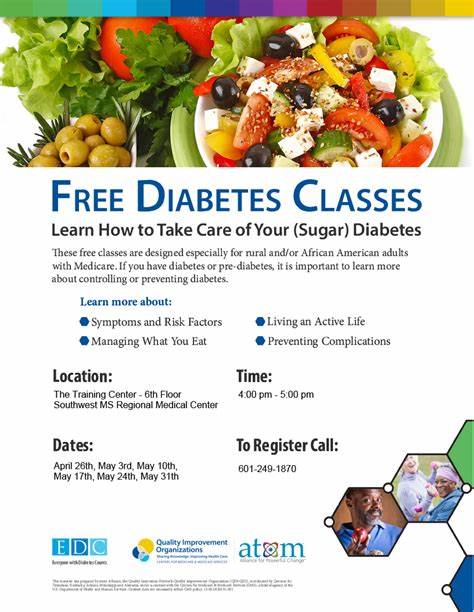 FREE DIABETES CLASSES
Learn How to Take Care of Your (Sugar) Diabetes
These free classes are designed especially for rural and/or African American adults
with Medicare. If you have diabetes or pre-diabetes, it is important to learn more
about controlling or preventing diabetes.
Learn more about:
Symptoms and Risk Factors
Managing What You Eat
Living an Active Life
Preventing Complications
Location:
The Training Center - 6th Floor
Southwest MS Regional Medical Center
Time:
4:00 pm - 5:00 pm
Dates:
April 26th, May 3rd, May 10th,
May 17th, May 24th, May 31th
To Register Call:
601-249-1870
EDC
Everyone with Diabetes Counts
Quality Improvement
Organizations
Sharing Knowledge. Improving Health Care.
CENTERS FOR MEDICARE & MEDICAID SERVICES
atom
Alliance for Powerful Change